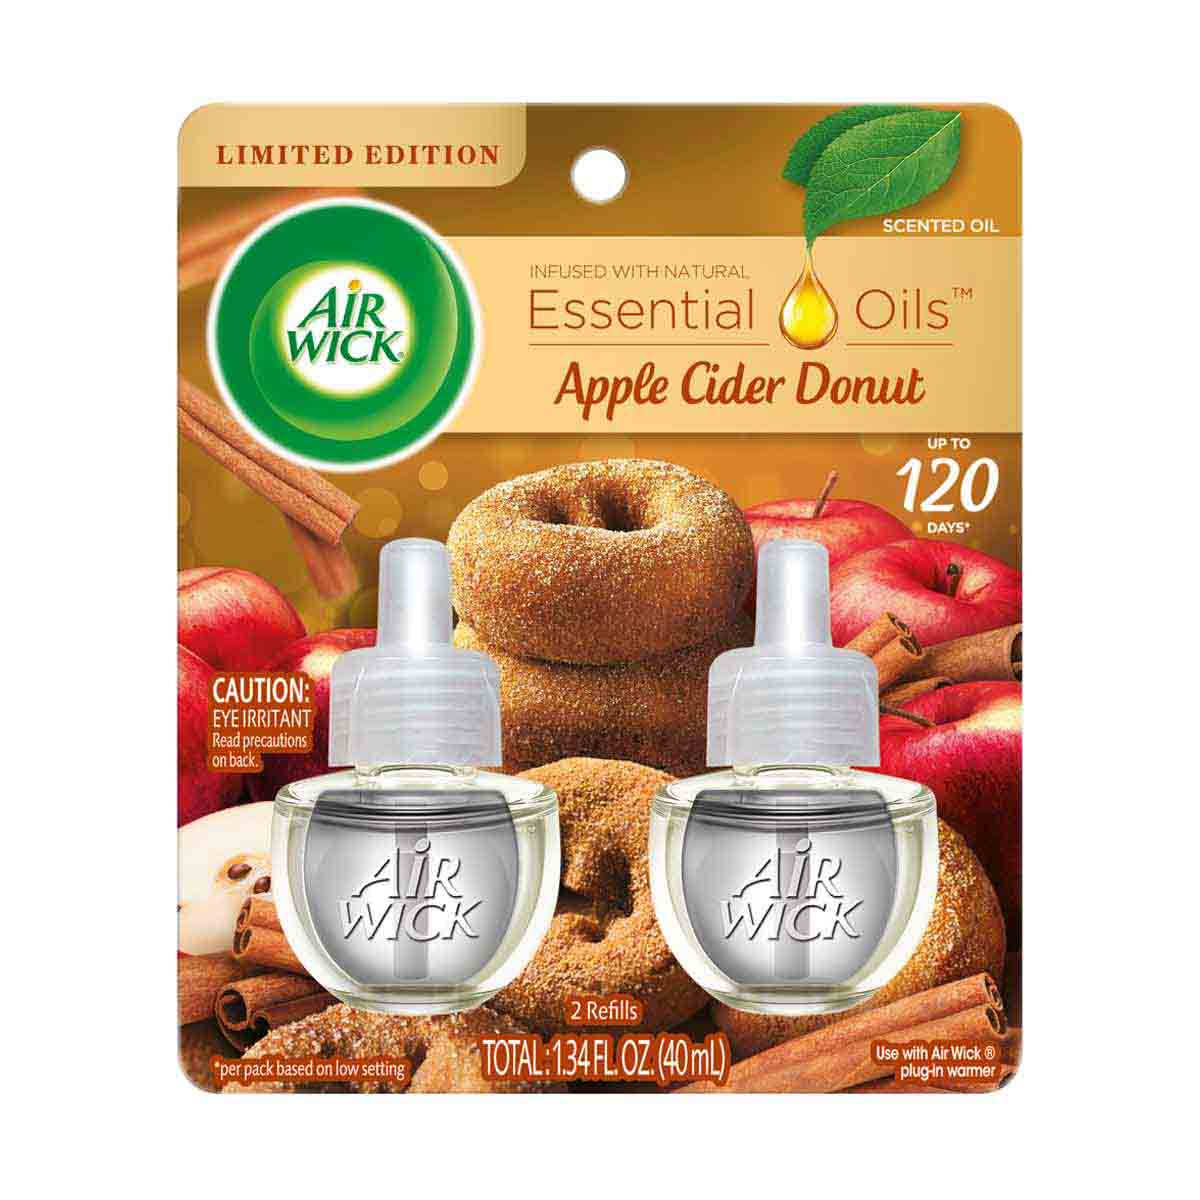 LIMITED EDITION
SCENTED OIL
AiR
WICK®
INFUSED WITH NATURAL
Essential Oils™
Apple Cider Donut
UP TO
120
DAYS*
CAUTION:
EYE IRRITANT
Read precautions
on back.
AiR
WICK
AiR
WICK
2 Refills
TOTAL : 1.34 FL. OZ. (40 mL)
*per pack based on low setting
Use with Air Wick ®
plug-in warmer